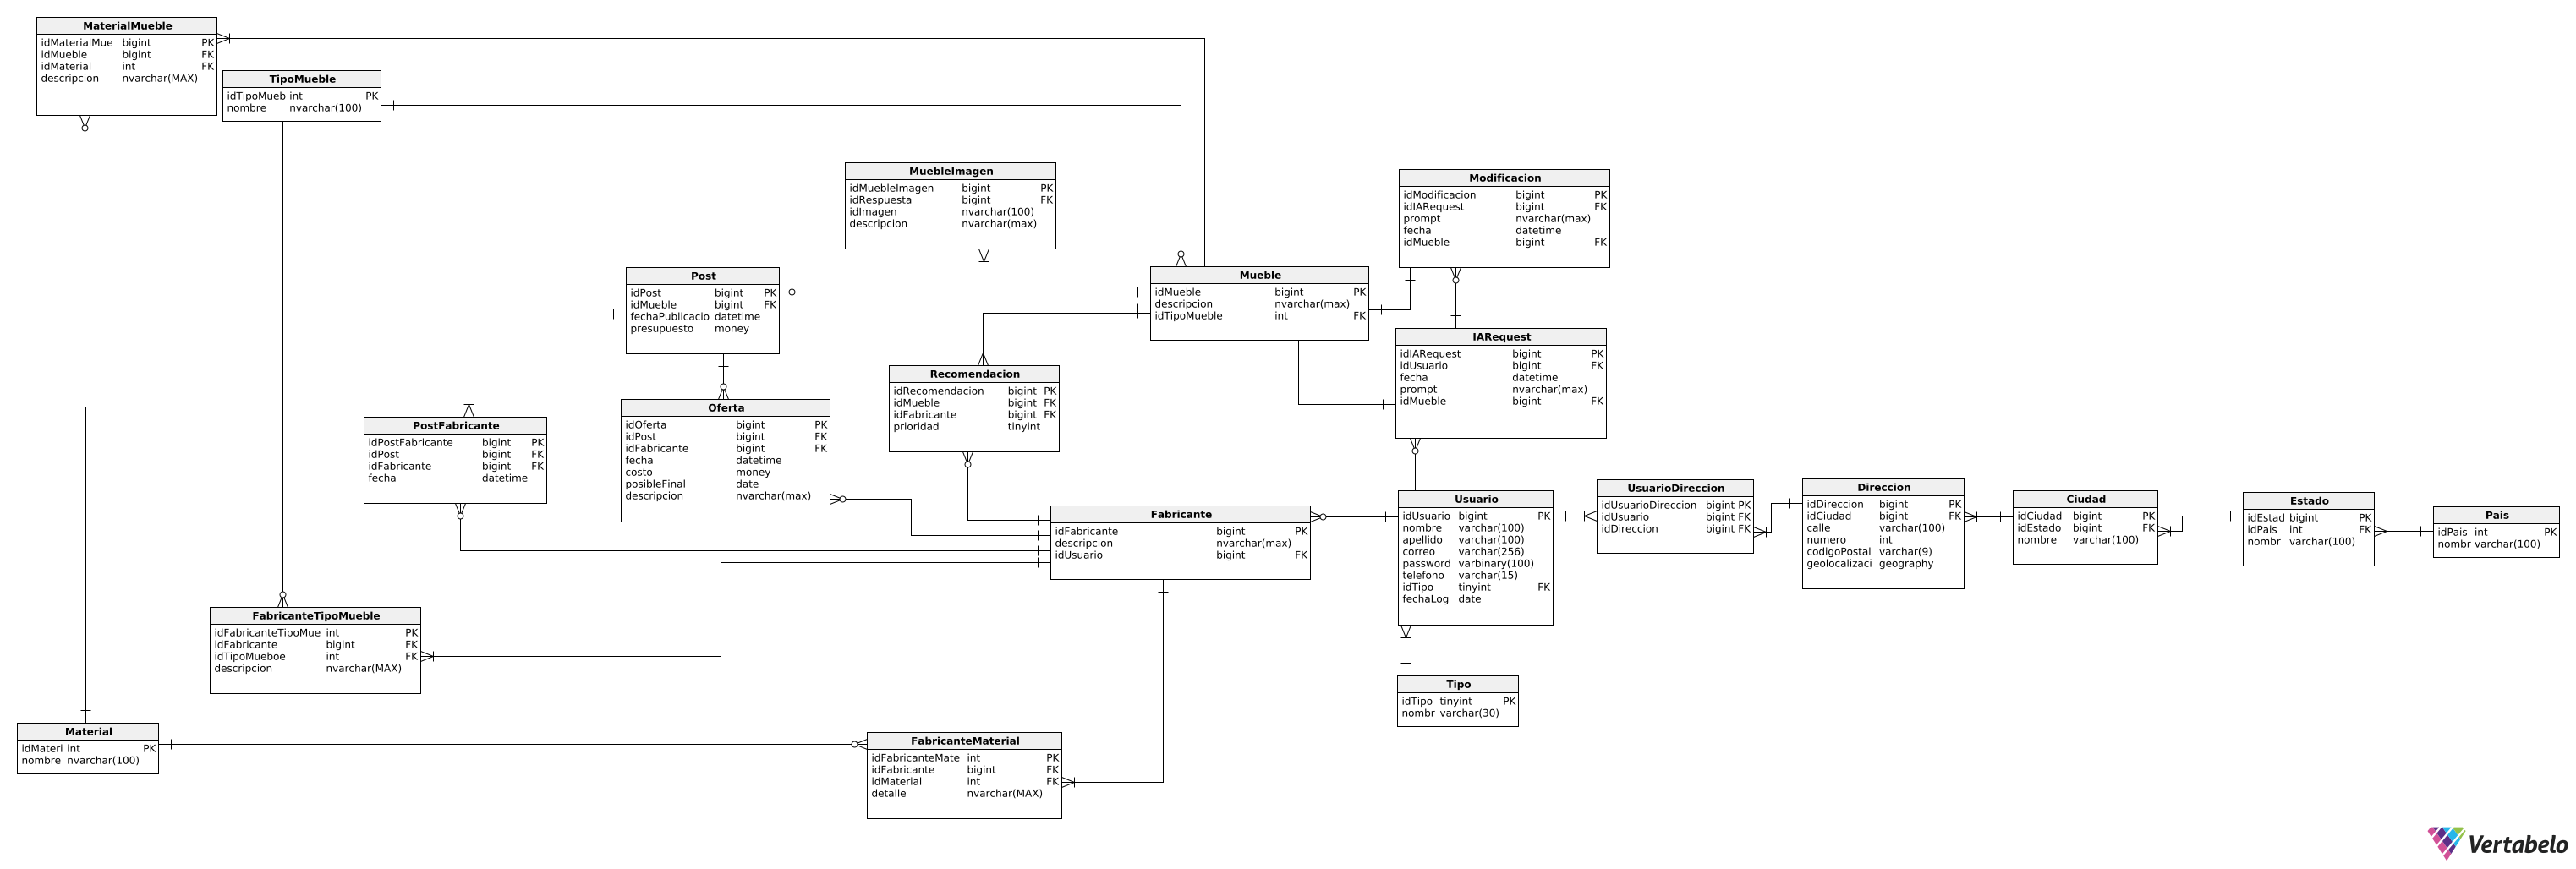 MaterialMueble
idMaterialMue bigint PK
idMueble bigint FK
idMaterial int FK
descripcion nvarchar(MAX)
TipoMueble
idTipoMueb int PK
nombre nvarchar(100)
MuebleImagen
idMuebleImagen bigint PK
idRespuesta bigint FK
idImagen nvarchar(100)
descripcion nvarchar(max)
Modificacion
idModificacion bigint PK
idIARequest bigint FK
prompt nvarchar(max)
fecha datetime
idMueble bigint FK
Post
idPost bigint PK
idMueble bigint FK
fechaPublicacio datetime
presupuesto money
Mueble
idMueble bigint PK
descripcion nvarchar(max)
idTipoMueble int FK
IARequest
idIARequest bigint PK
idUsuario bigint FK
fecha datetime
prompt nvarchar(max)
idMueble bigint FK
Recomendacion
idRecomendacion bigint PK
idMueble bigint FK
idFabricante bigint FK
prioridad tinyint
Oferta
idOferta bigint PK
idPost bigint FK
idFabricante bigint FK
fecha datetime
costo money
posibleFinal date
descripcion nvarchar(max)
PostFabricante
idPostFabricante bigint PK
idPost bigint FK
idFabricante bigint FK
fecha datetime
Fabricante
idFabricante bigint PK
descripcion nvarchar(max)
idUsuario bigint FK
Usuario
idUsuario bigint PK
nombre varchar(100)
apellido varchar(100)
correo varchar(256)
password varbinary(100)
telefono varchar(15)
idTipo tinyint FK
fechaLog date
UsuarioDireccion
idUsuarioDireccion bigint PK
idUsuario bigint FK
idDireccion bigint FK
Direccion
idDireccion bigint PK
idCiudad bigint FK
calle varchar(100)
numero int
codigoPostal varchar(9)
geolocalizaci geography
Ciudad
idCiudad bigint PK
idEstado bigint FK
nombre varchar(100)
Estado
idEstad bigint PK
idPais int FK
nombr varchar(100)
Pais
idPais int PK
nombr varchar(100)
FabricanteTipoMueble
idFabricanteTipoMue int PK
idFabricante bigint FK
idTipoMueboe int FK
descripcion nvarchar(MAX)
Tipo
idTipo tinyint PK
nombr varchar(30)
Material
idMateri int PK
nombre nvarchar(100)
FabricanteMaterial
idFabricanteMate int PK
idFabricante bigint FK
idMaterial int FK
detalle nvarchar(MAX)
Vertabelo